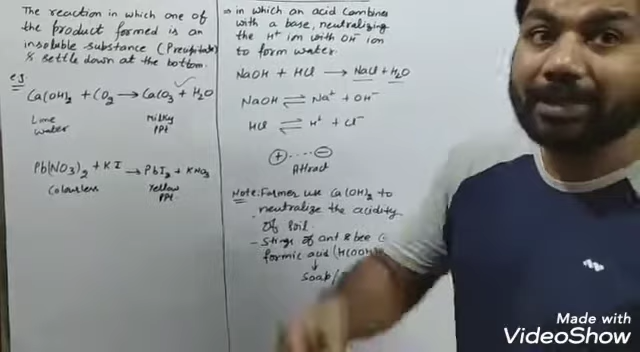 The reaction in which one of
the product formed is an
insoluble substance (Precipitate)
& settle down at the bottom.
eg.
Ca(OH)2 + CO2 → CaCO3 + H2O
Lime
water
Milky
PPt
Pb(NO3)2 + KI → PbI2 + KNO3
Colourless
Yellow
PPt.
⇒ in which an acid combine
with a base, neutralizing
the H+ ion with OH- ion
to form water.
NaOH + HCl → NaCl + H2O
NaOH ⇌ Na+ + OH-
HCl ⇌ H+ + Cl-
+ .... -
Attract
Note: Farmer use Ca(OH)2 to
neutralize the acidity
of soil.
- Stings of ant & bee
formic acid (HCOOH)
↓
Soap/
Made with
VideoShow